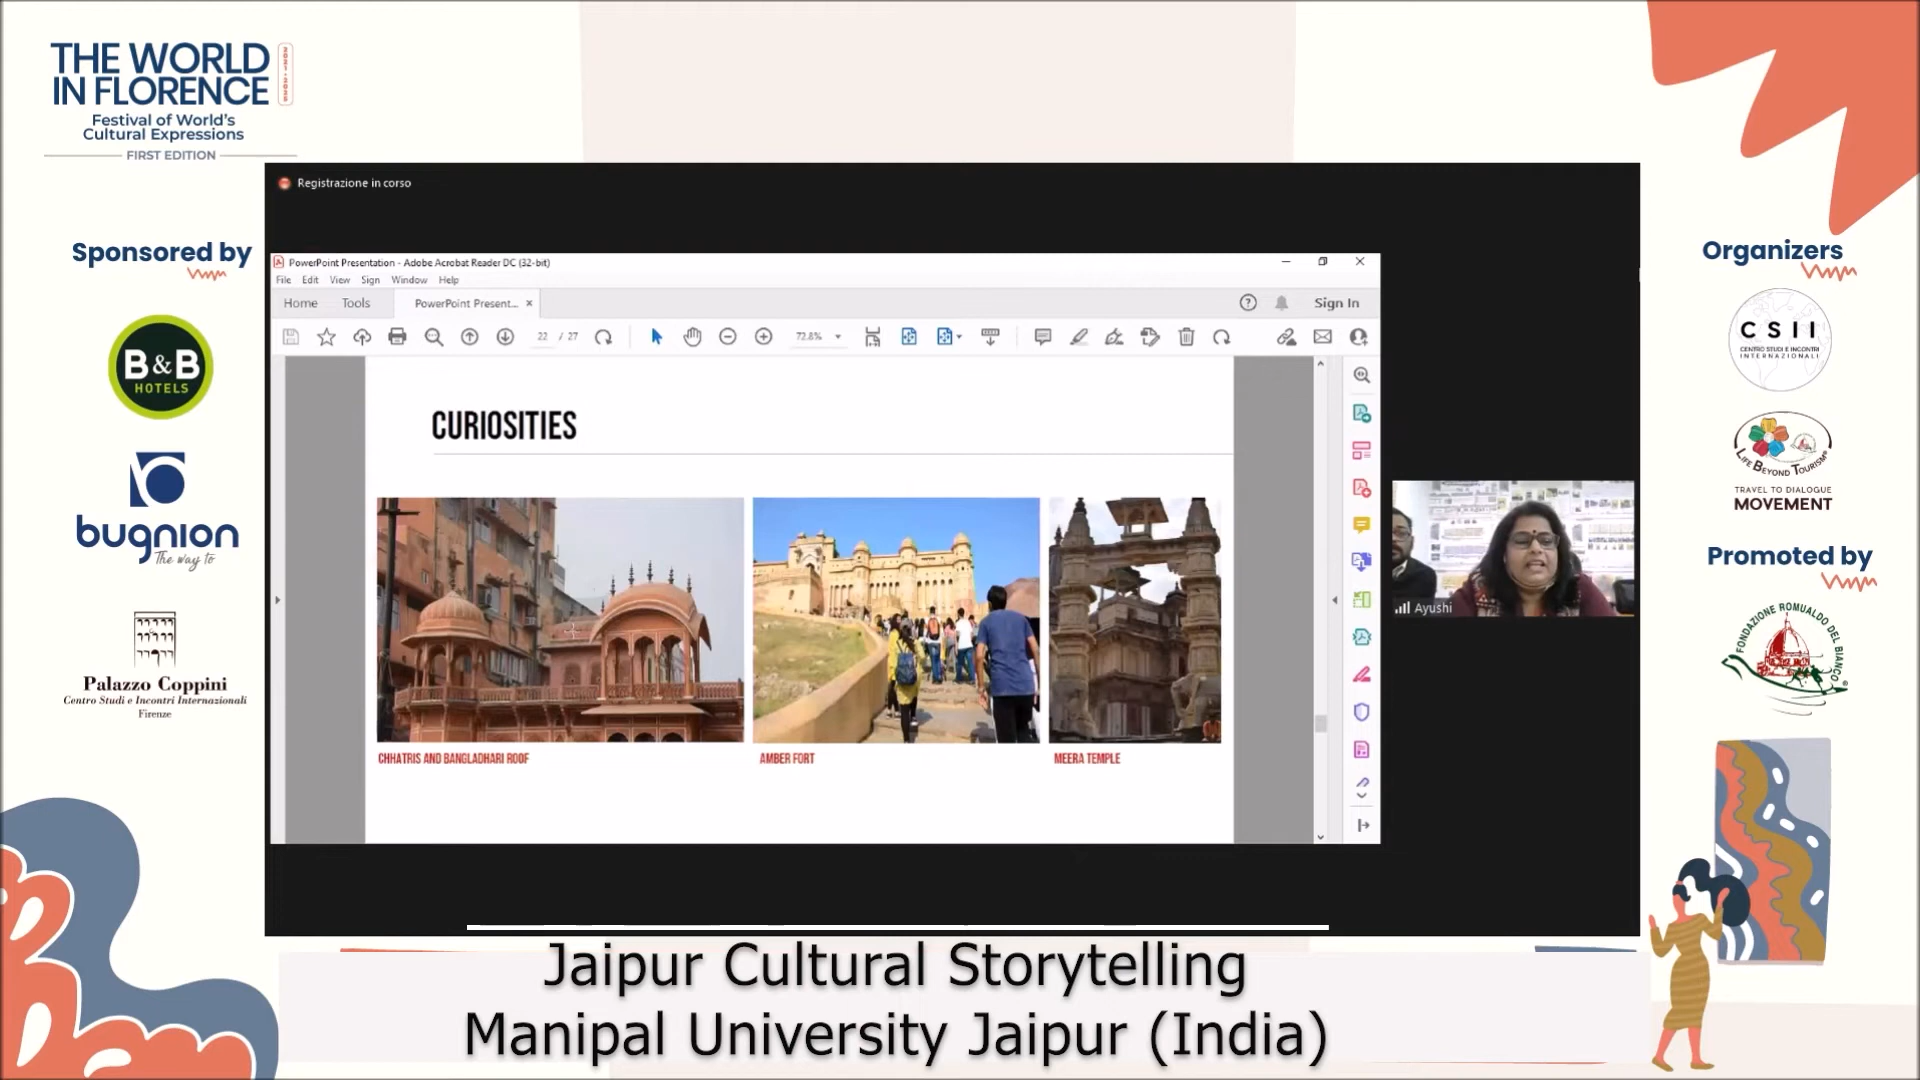 THE WORLD
IN FLORENCE
2021-2025
Festival of World's
Cultural Expressions
FIRST EDITION
Registrazione in corso
Sponsored by
B&B
HOTELS
bugnion
The way to
Palazzo Coppini
Centro Studi e Incontri Internazionali
Firenze
PowerPoint Presentation - Adobe Acrobat Reader DC (32-bit)
File Edit View Sign Window Help
Home Tools PowerPoint Present... ×
Sign In
22 / 27
72.8%
CURIOSITIES
CHHATRIS AND BANGLADHARI ROOF
AMBER FORT
MEERA TEMPLE
Ayushi
Organizers
CSII
CENTRO STUDI E INCONTRI
INTERNAZIONALI
LIFE BEYOND TOURISM®
TRAVEL TO DIALOGUE
MOVEMENT
Promoted by
FONDAZIONE ROMUALDO DEL BIANCO®
Jaipur Cultural Storytelling
Manipal University Jaipur (India)